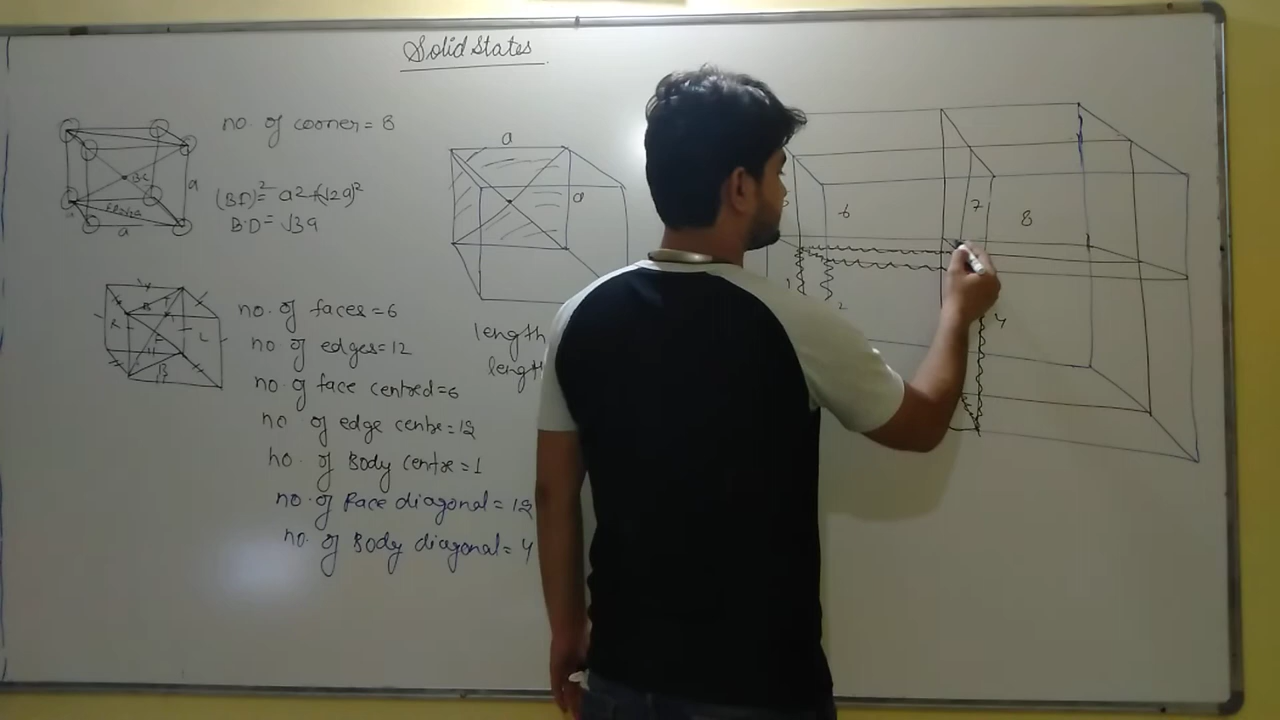 Solid States
no. of cooner = 8
a
(BD)² = a² + (√2a)²
B.D = √3a
a
no. of faces = 6
no. of edges = 12
no. of face centred = 6
no of edge centre = 12
no. of Body centre = 1
no. of face diagonal = 12
no. of Body diagonal = 4
a
a
length
length
6
7
8
1
2
4